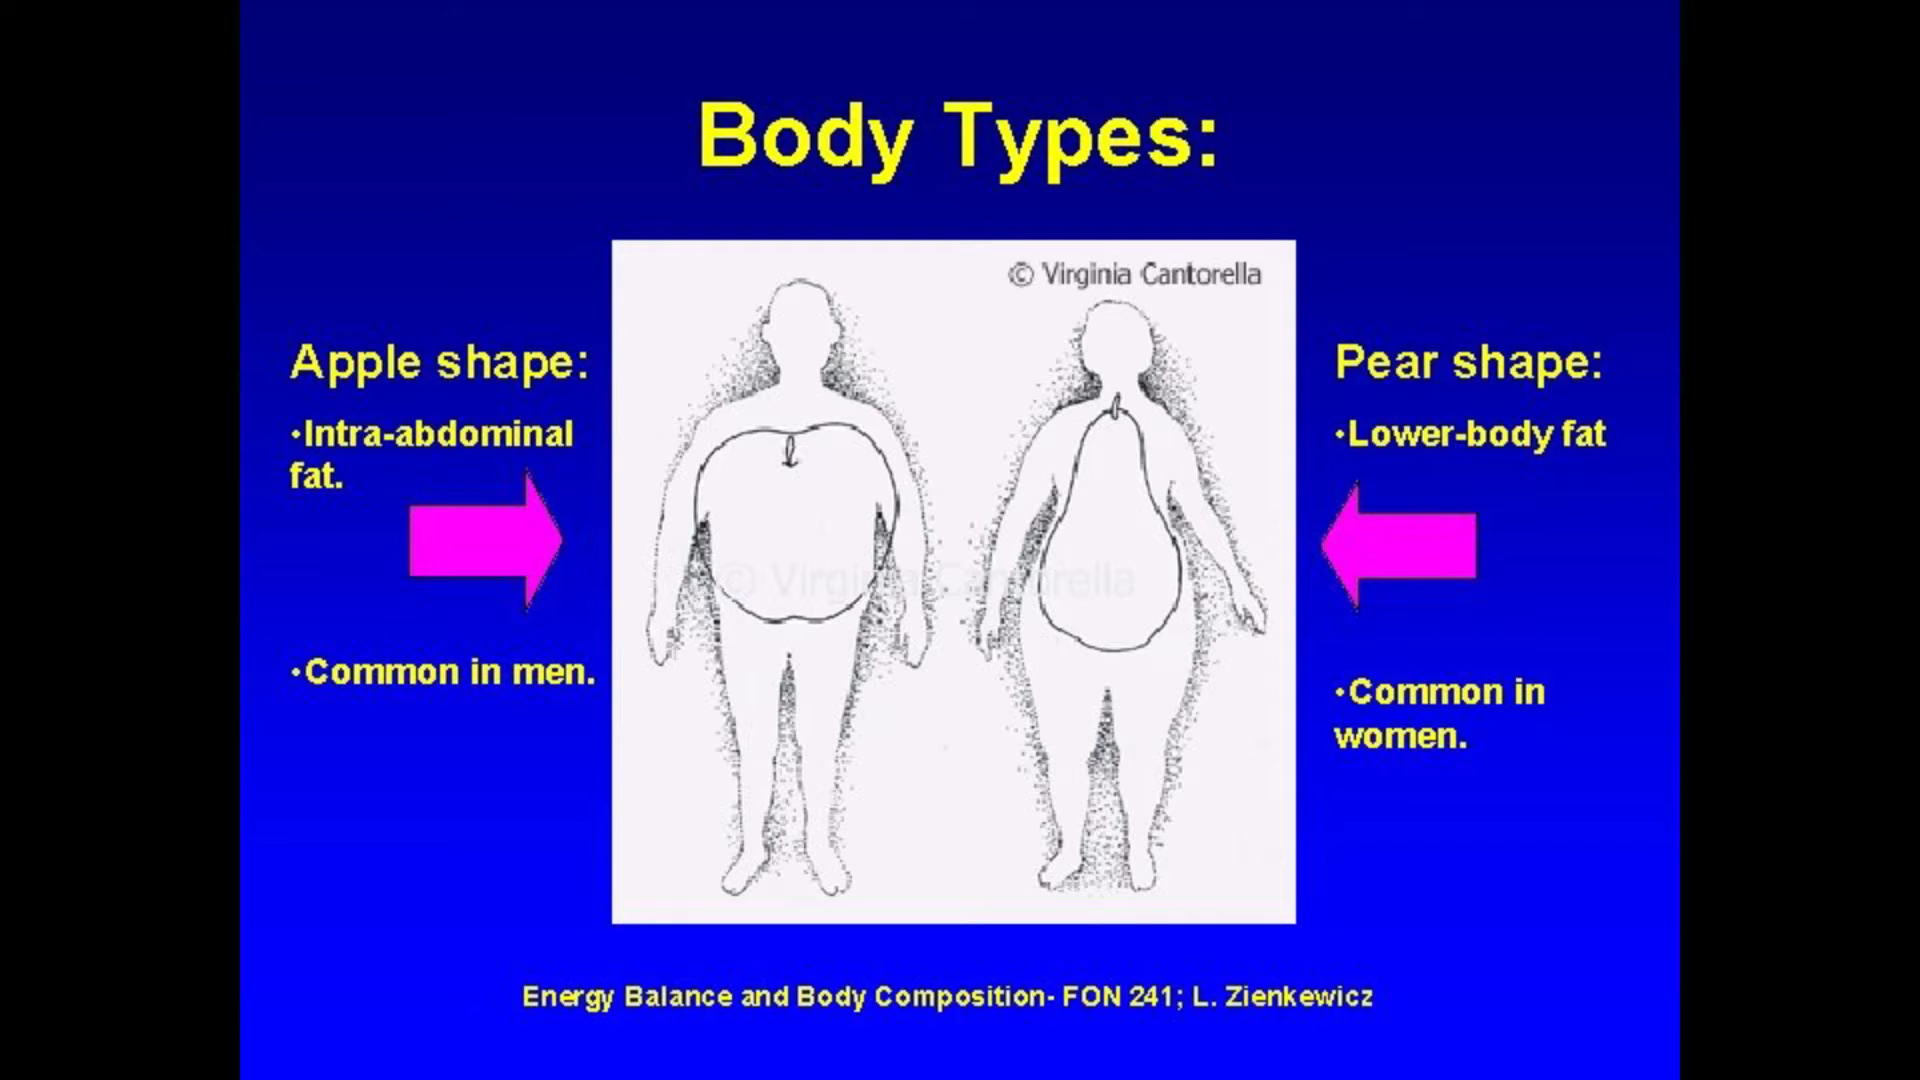 Body Types:
© Virginia Cantorella
Apple shape:
•Intra-abdominal
fat.
•Common in men.
Pear shape:
•Lower-body fat
•Common in
women.
© Virginia Cantorella
Energy Balance and Body Composition- FON 241; L. Zienkewicz